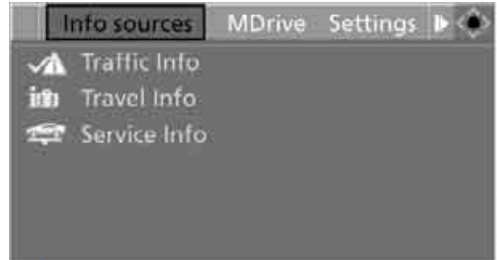 Info sources MDrive Settings
Traffic Info
Travel Info
Service Info